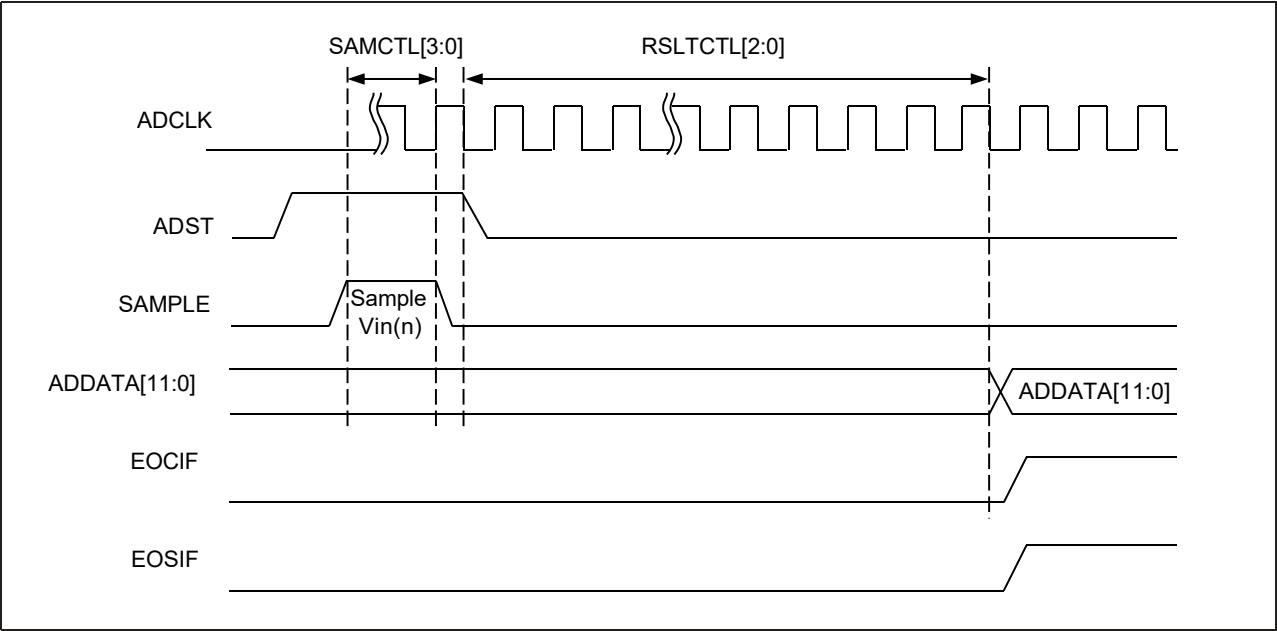 SAMCTL[3:0]
RSLTCTL[2:0]
ADCLK
ADST
SAMPLE
Sample
Vin(n)
ADDATA[11:0]
ADDATA[11:0]
EOCIF
EOSIF